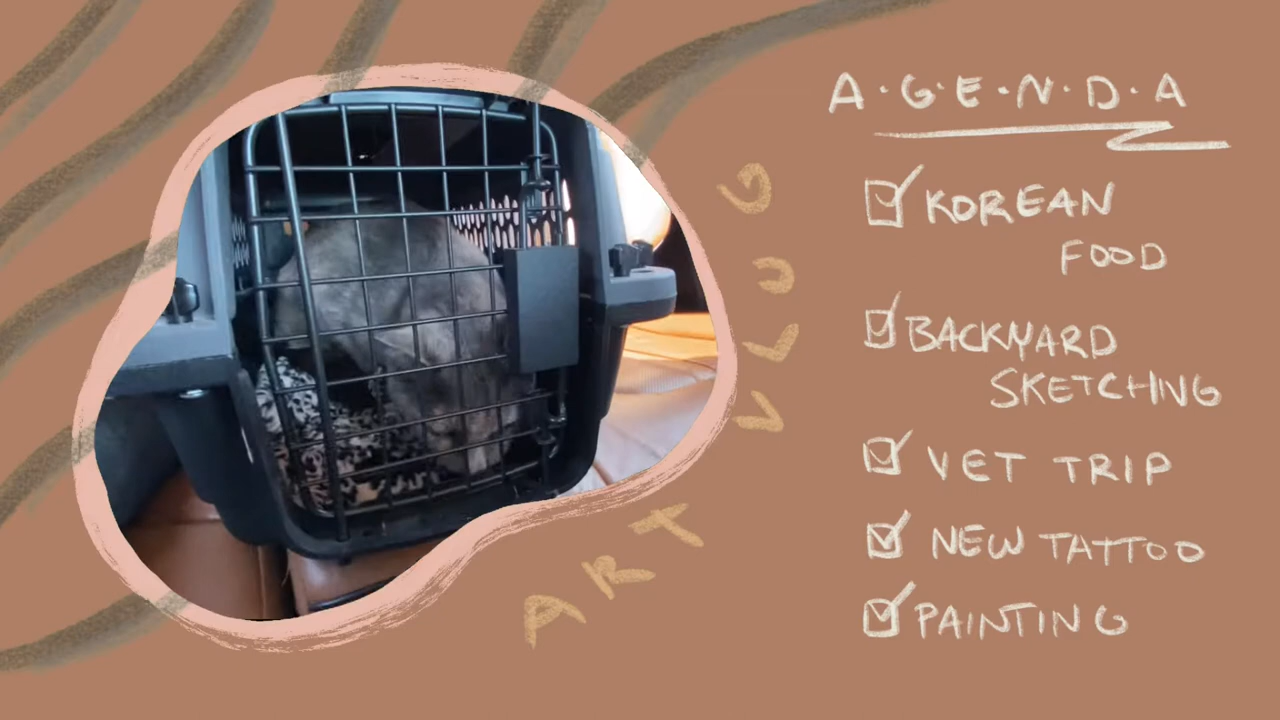 A·G·E·N·D·A
KOREAN
FOOD
BACKYARD
SKETCHING
VET TRIP
NEW TATTOO
PAINTING
ART VLOG